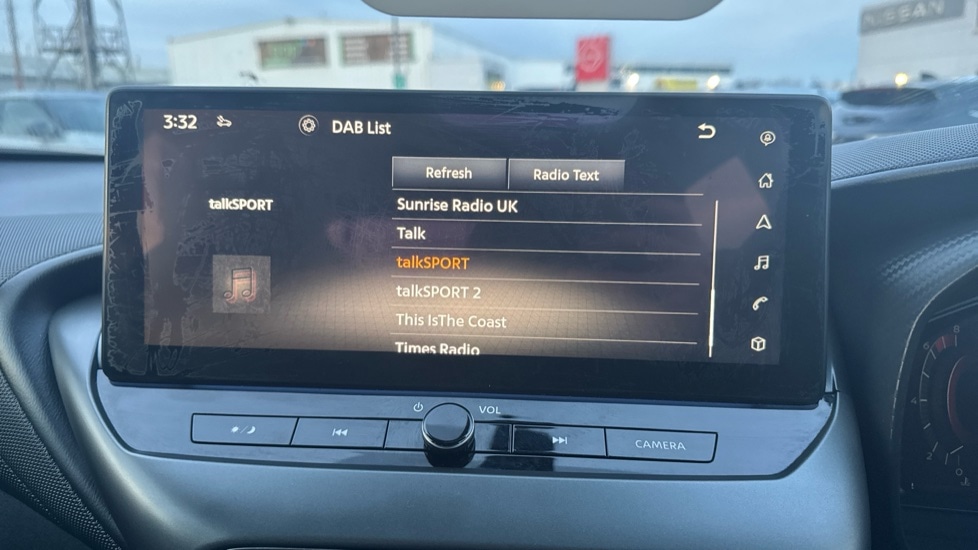 NISSAN
3:32
DAB List
Refresh
Radio Text
talkSPORT
Sunrise Radio UK
Talk
talkSPORT
talkSPORT 2
This IsThe Coast
Times Radio
VOL
CAMERA